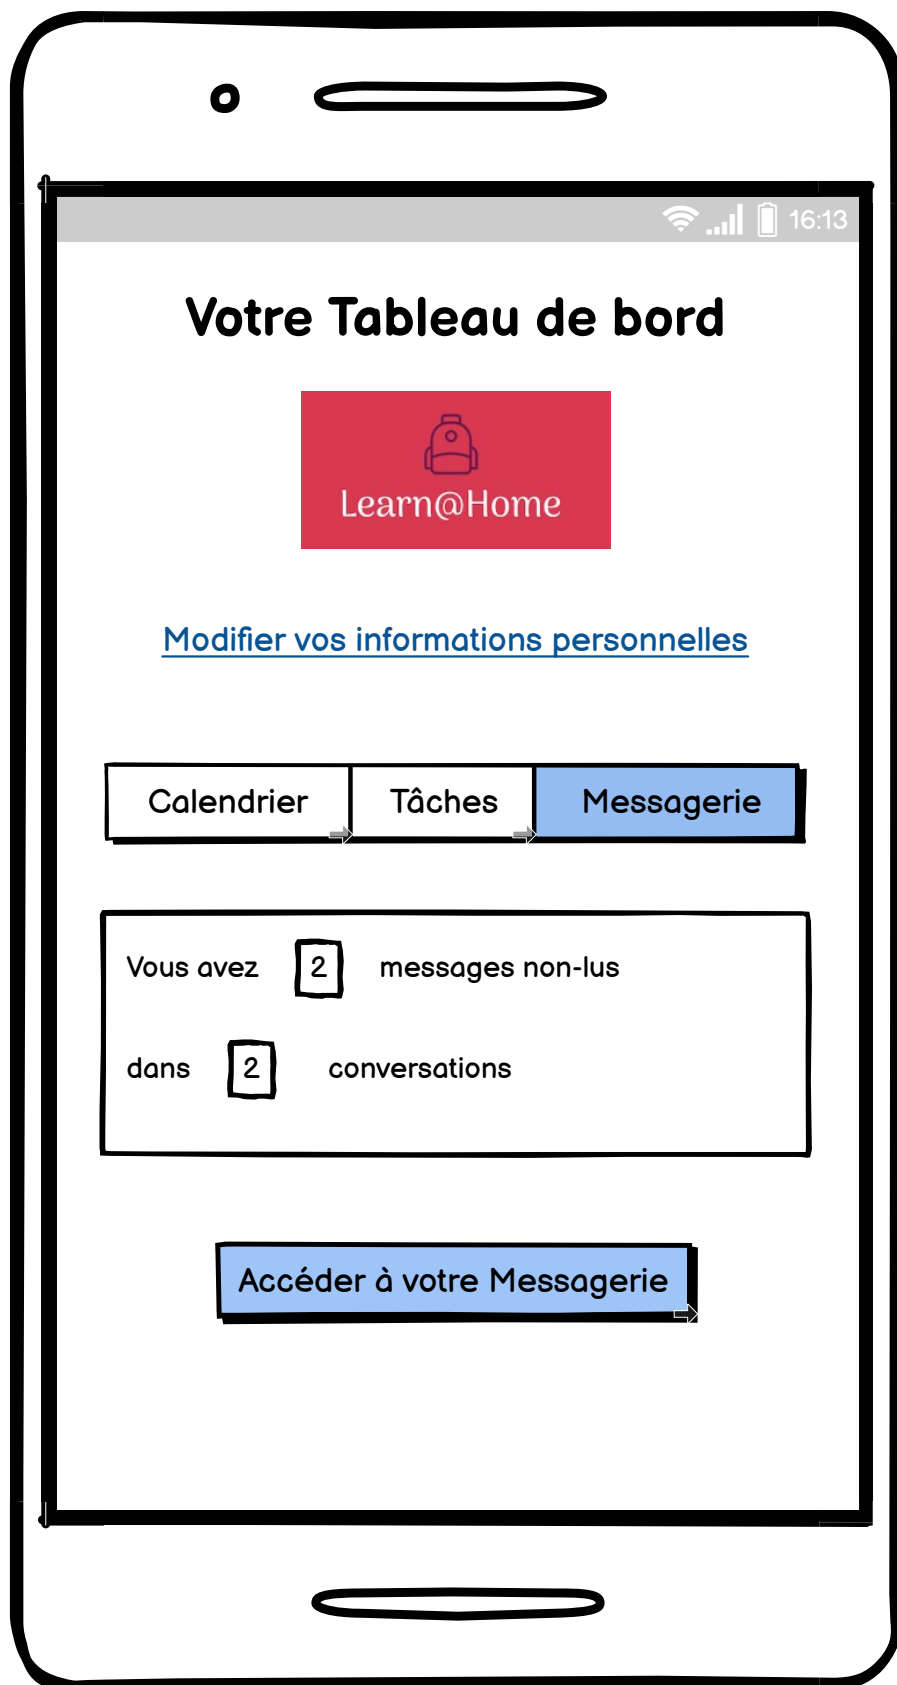 16:13
Votre Tableau de bord
Learn@Home
Modifier vos informations personnelles
Calendrier Tâches Messagerie
Vous avez 2 messages non-lus
dans 2 conversations
Accéder à votre Messagerie